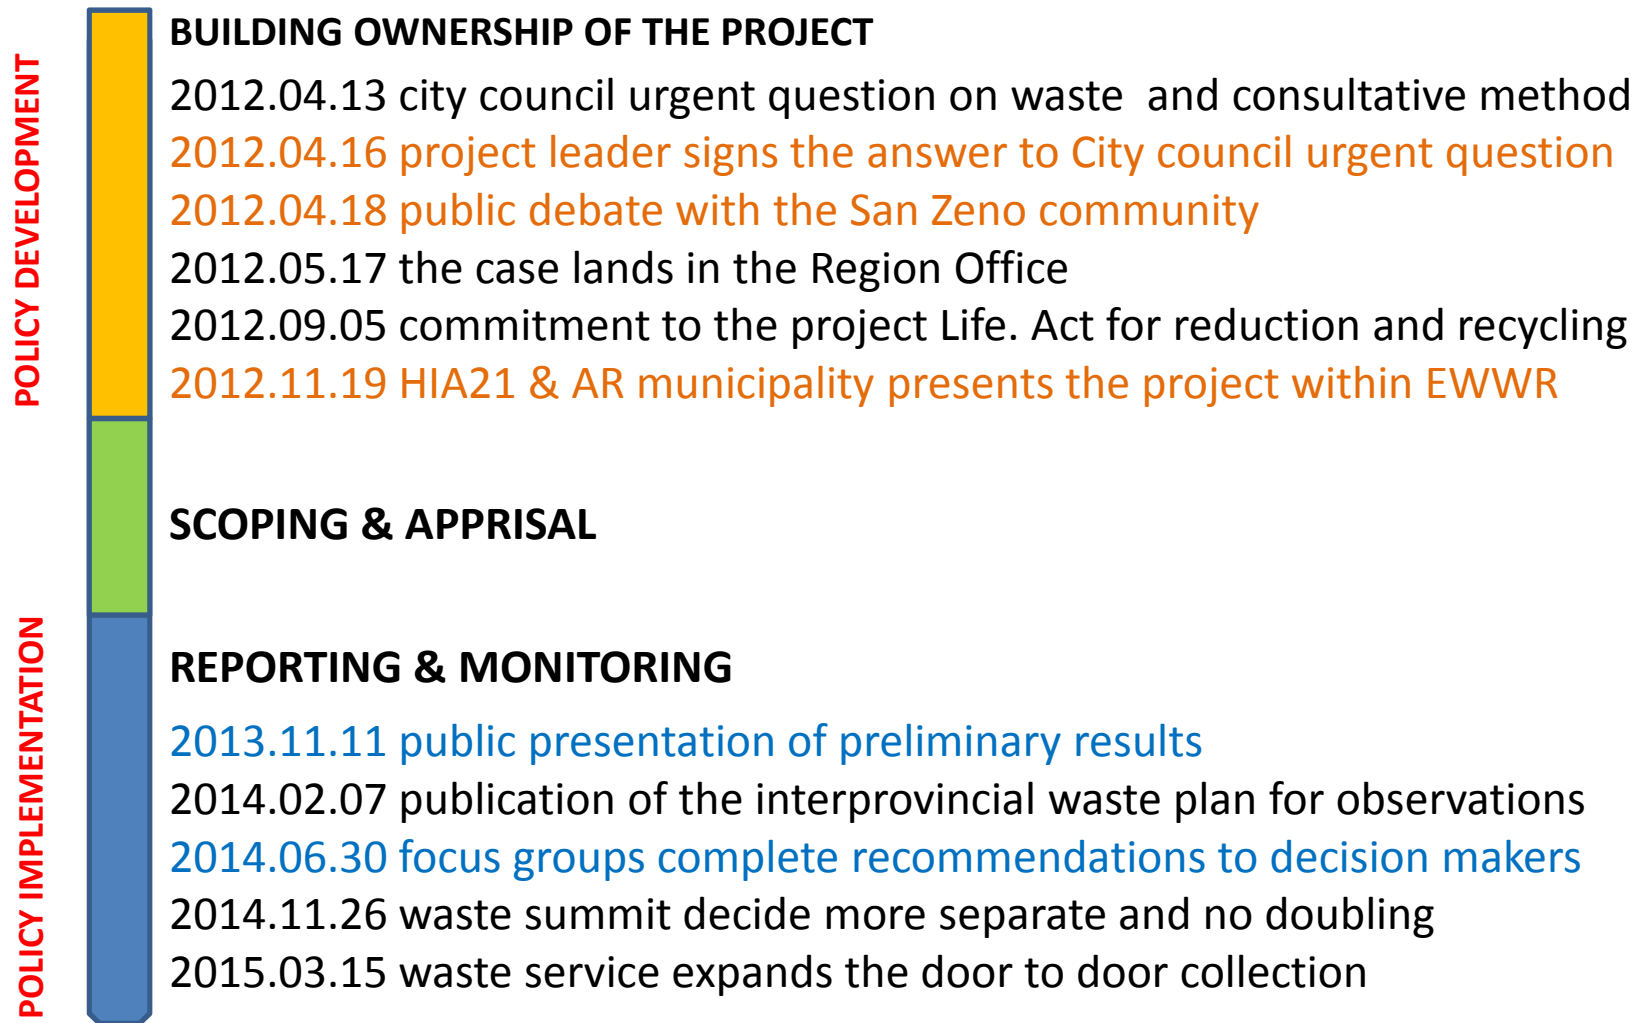 POLICY DEVELOPMENT
BUILDING OWNERSHIP OF THE PROJECT
2012.04.13 city council urgent question on waste  and consultative method
2012.04.16 project leader signs the answer to City council urgent question
2012.04.18 public debate with the San Zeno community
2012.05.17 the case lands in the Region Office
2012.09.05 commitment to the project Life. Act for reduction and recycling
2012.11.19 HIA21 & AR municipality presents the project within EWWR
SCOPING & APPRISAL
POLICY IMPLEMENTATION
REPORTING & MONITORING
2013.11.11 public presentation of preliminary results
2014.02.07 publication of the interprovincial waste plan for observations
2014.06.30 focus groups complete recommendations to decision makers
2014.11.26 waste summit decide more separate and no doubling
2015.03.15 waste service expands the door to door collection